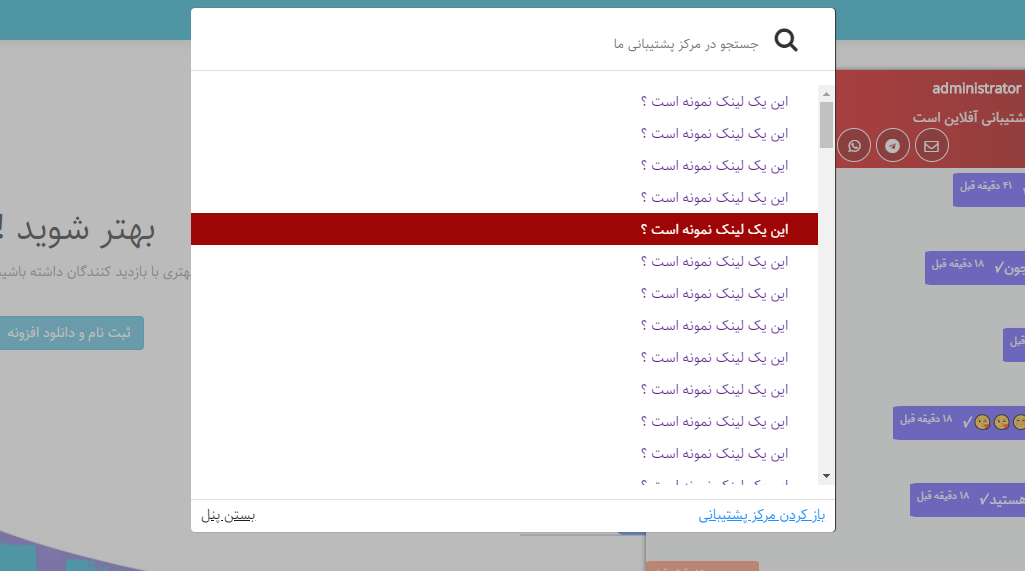 جستجو در مرکز پشتیبانی ما
این یک لینک نمونه است ؟
این یک لینک نمونه است ؟
این یک لینک نمونه است ؟
این یک لینک نمونه است ؟
این یک لینک نمونه است ؟
این یک لینک نمونه است ؟
این یک لینک نمونه است ؟
این یک لینک نمونه است ؟
این یک لینک نمونه است ؟
این یک لینک نمونه است ؟
این یک لینک نمونه است ؟
این یک لینک نمونه است ؟
این یک لینک نمونه است ؟
باز کردن مرکز پشتیبانی
بستن پنل
administrator
آفلاین است
۴۱ دقیقه قبل
۱۸ دقیقه قبل
قبل
😋 😋 ✓ ۱۸ دقیقه قبل
هستید✓ ۱۸ دقیقه قبل
بهتر شوید !
بهتری با بازدید کنندگان داشته
ثبت نام و دانلود افزونه